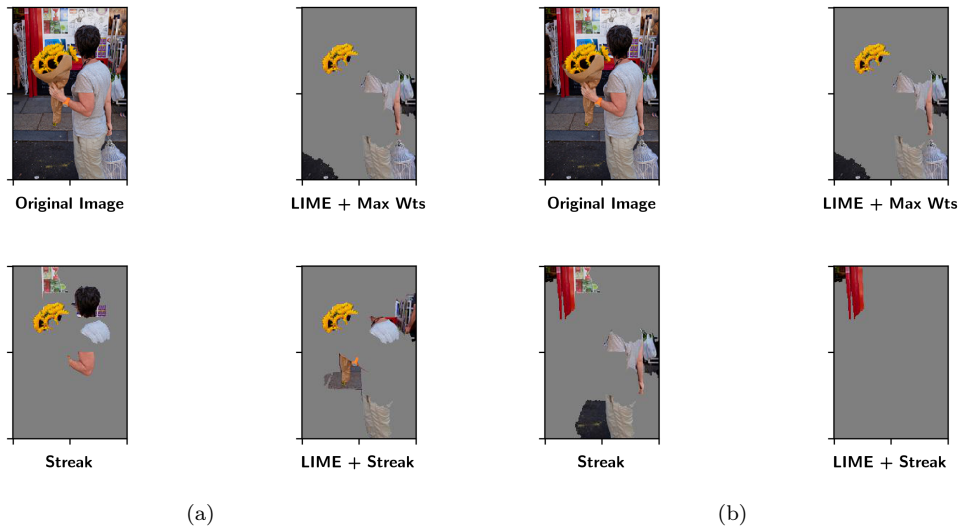 Original Image LIME + Max Wts Original Image LIME + Max Wts
Streak LIME + Streak Streak LIME + Streak
(a) (b)